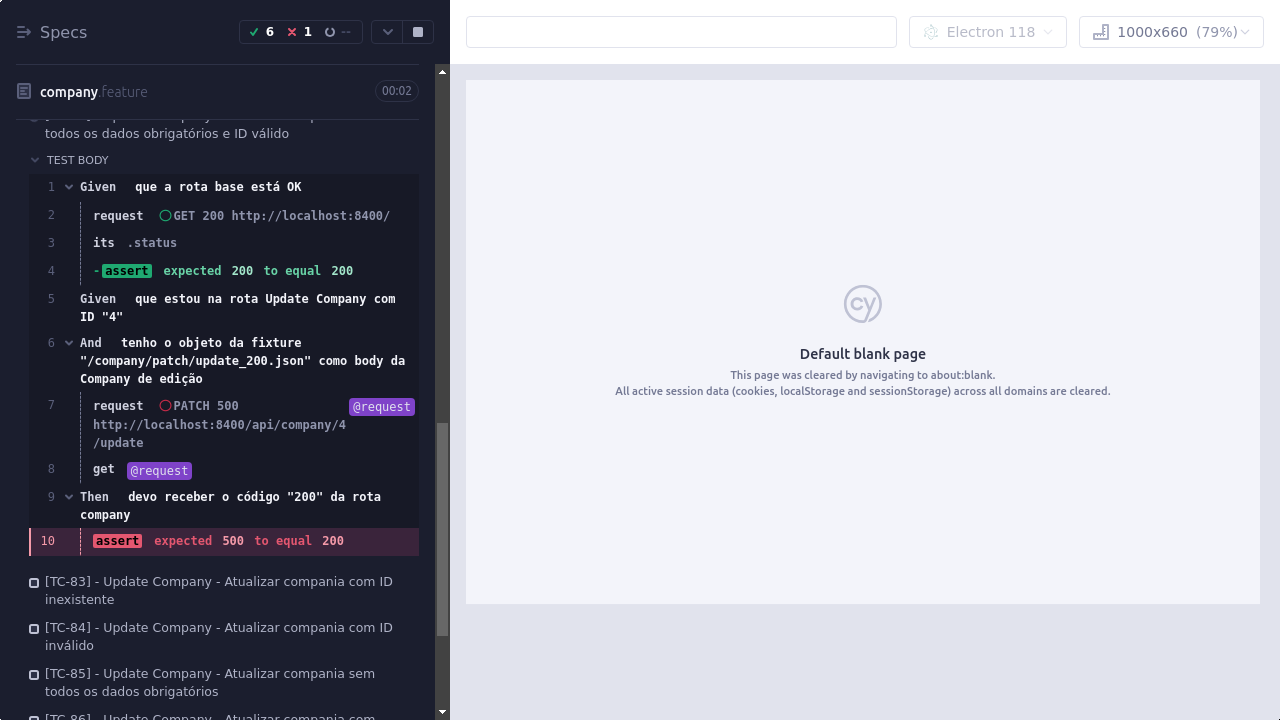 Specs
6
1
--
Electron 118
1000x660 (79%)
company.feature
00:02
todos os dados obrigatórios e ID válido
TEST BODY
1 Given que a rota base está OK
2 request GET 200 http://localhost:8400/
3 its .status
4 -assert expected 200 to equal 200
5 Given que estou na rota Update Company com
ID "4"
6 And tenho o objeto da fixture
"/company/patch/update_200.json" como body da
Company de edição
7 request PATCH 500 @request
http://localhost:8400/api/company/4
/update
8 get @request
9 Then devo receber o código "200" da rota
company
10 assert expected 500 to equal 200
[TC-83] - Update Company - Atualizar compania com ID
inexistente
[TC-84] - Update Company - Atualizar compania com ID
inválido
[TC-85] - Update Company - Atualizar compania sem
todos os dados obrigatórios
[TC-86] - Update Company - Atualizar compania com
cy
Default blank page
This page was cleared by navigating to about:blank.
All active session data (cookies, localStorage and sessionStorage) across all domains are cleared.